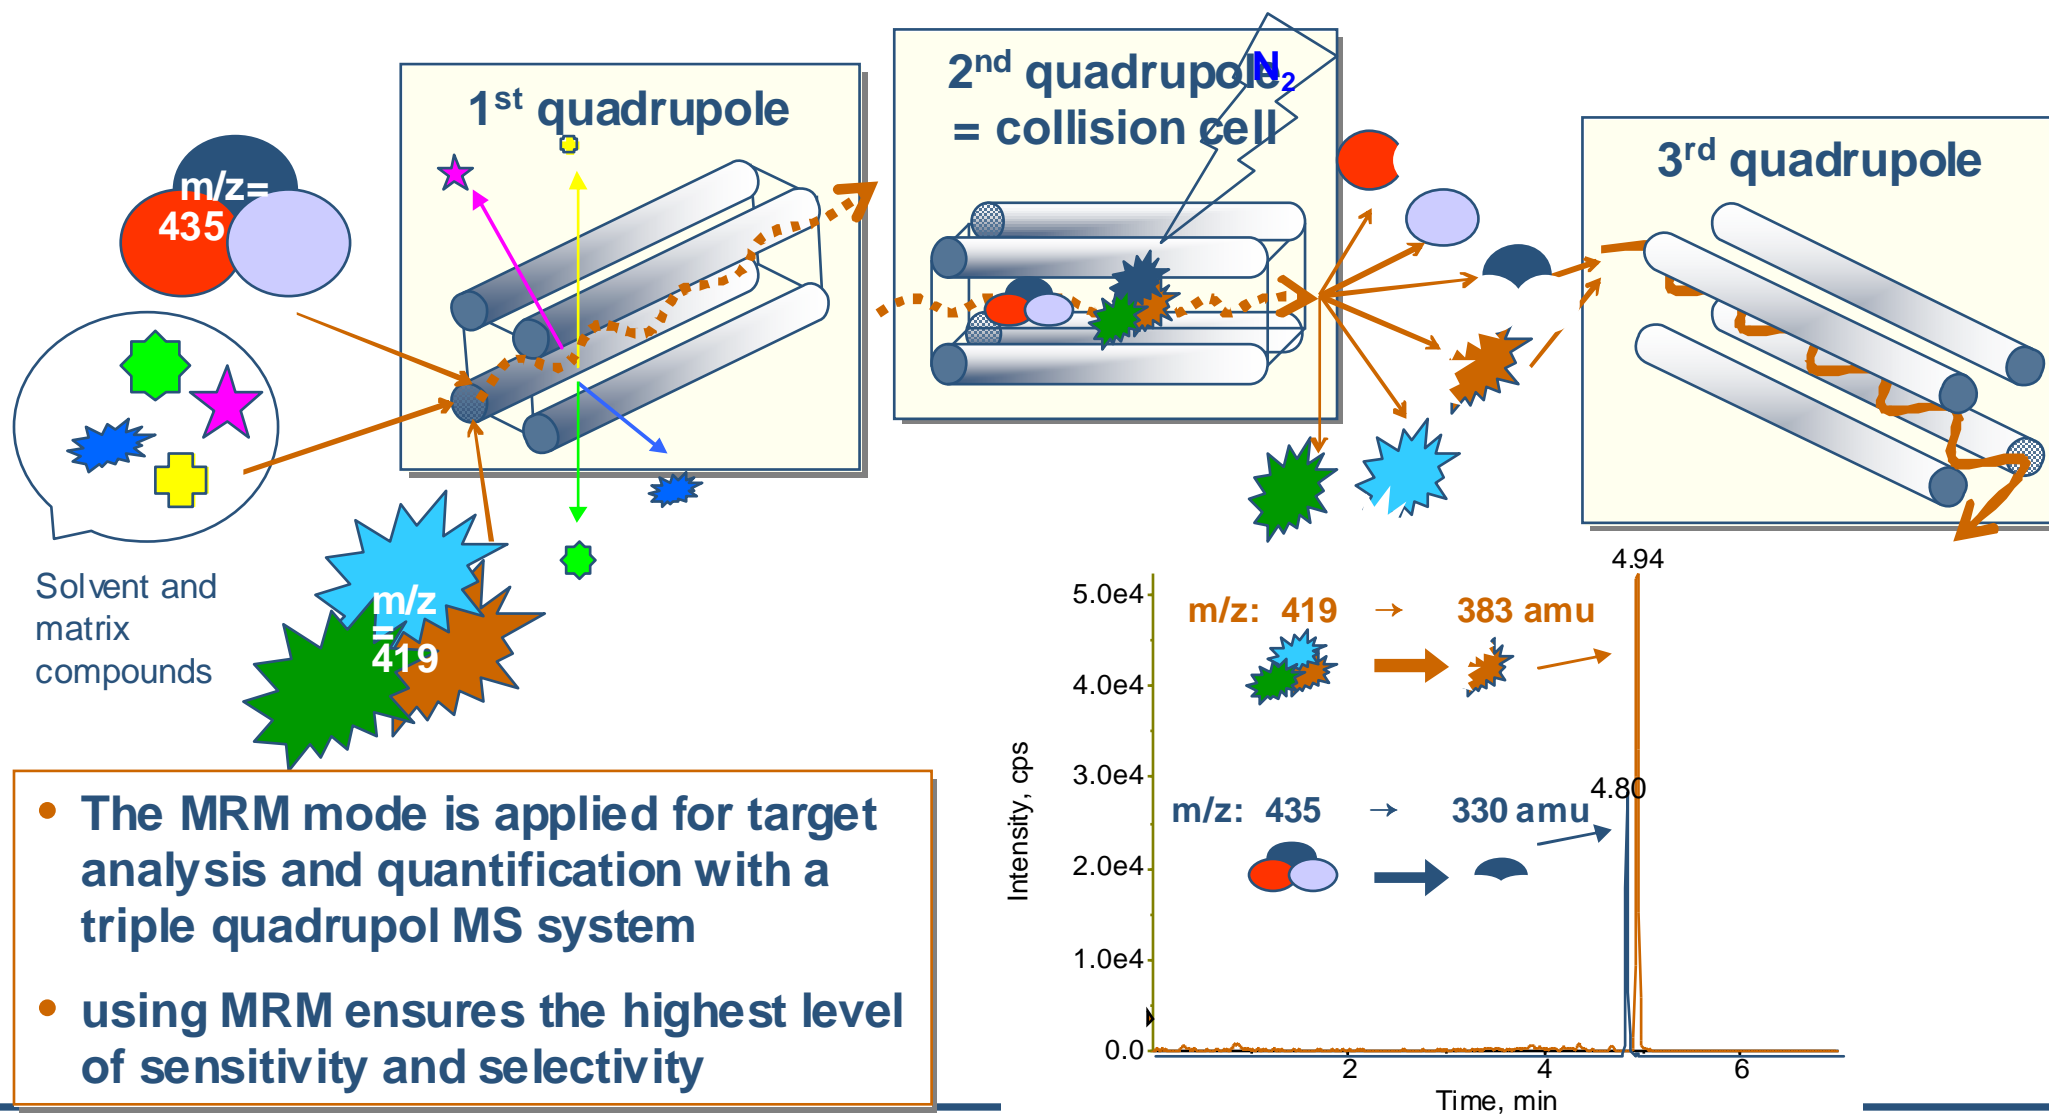 1st quadrupole
2nd quadrupole
N2
= collision cell
3rd quadrupole
m/z=
435
Solvent and
matrix
compounds
m/z
=
419
The MRM mode is applied for target
analysis and quantification with a
triple quadrupol MS system
using MRM ensures the highest level
of sensitivity and selectivity
4.94
5.0e4
m/z: 419 → 383 amu
4.0e4
3.0e4
4.80
m/z: 435 → 330 amu
2.0e4
1.0e4
0.0
Intensity, cps
2 4 6
Time, min